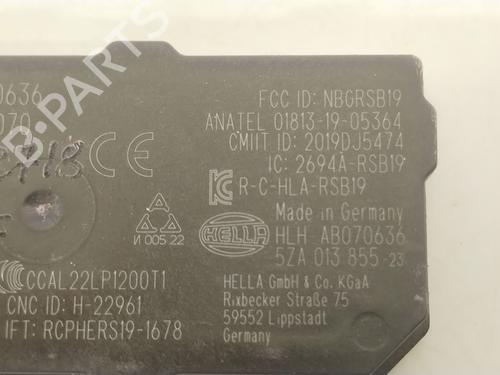 0636
FCC ID: NBGRSB19
070
ANATEL 01813-19-05364
CMIIT ID: 2019DJ5474
CE
IC: 2694A-RSB19
R-C-HLA-RSB19
Made in Germany
И 005 22
HELLA
HLH AB070636
5ZA 013 855 -23
CCAL22LP1200T1
HELLA GmbH & Co. KGaA
CNC ID: H-22961
Rixbecker Straße 75
IFT: RCPHERS19-1678
59552 Lippstadt
Germany